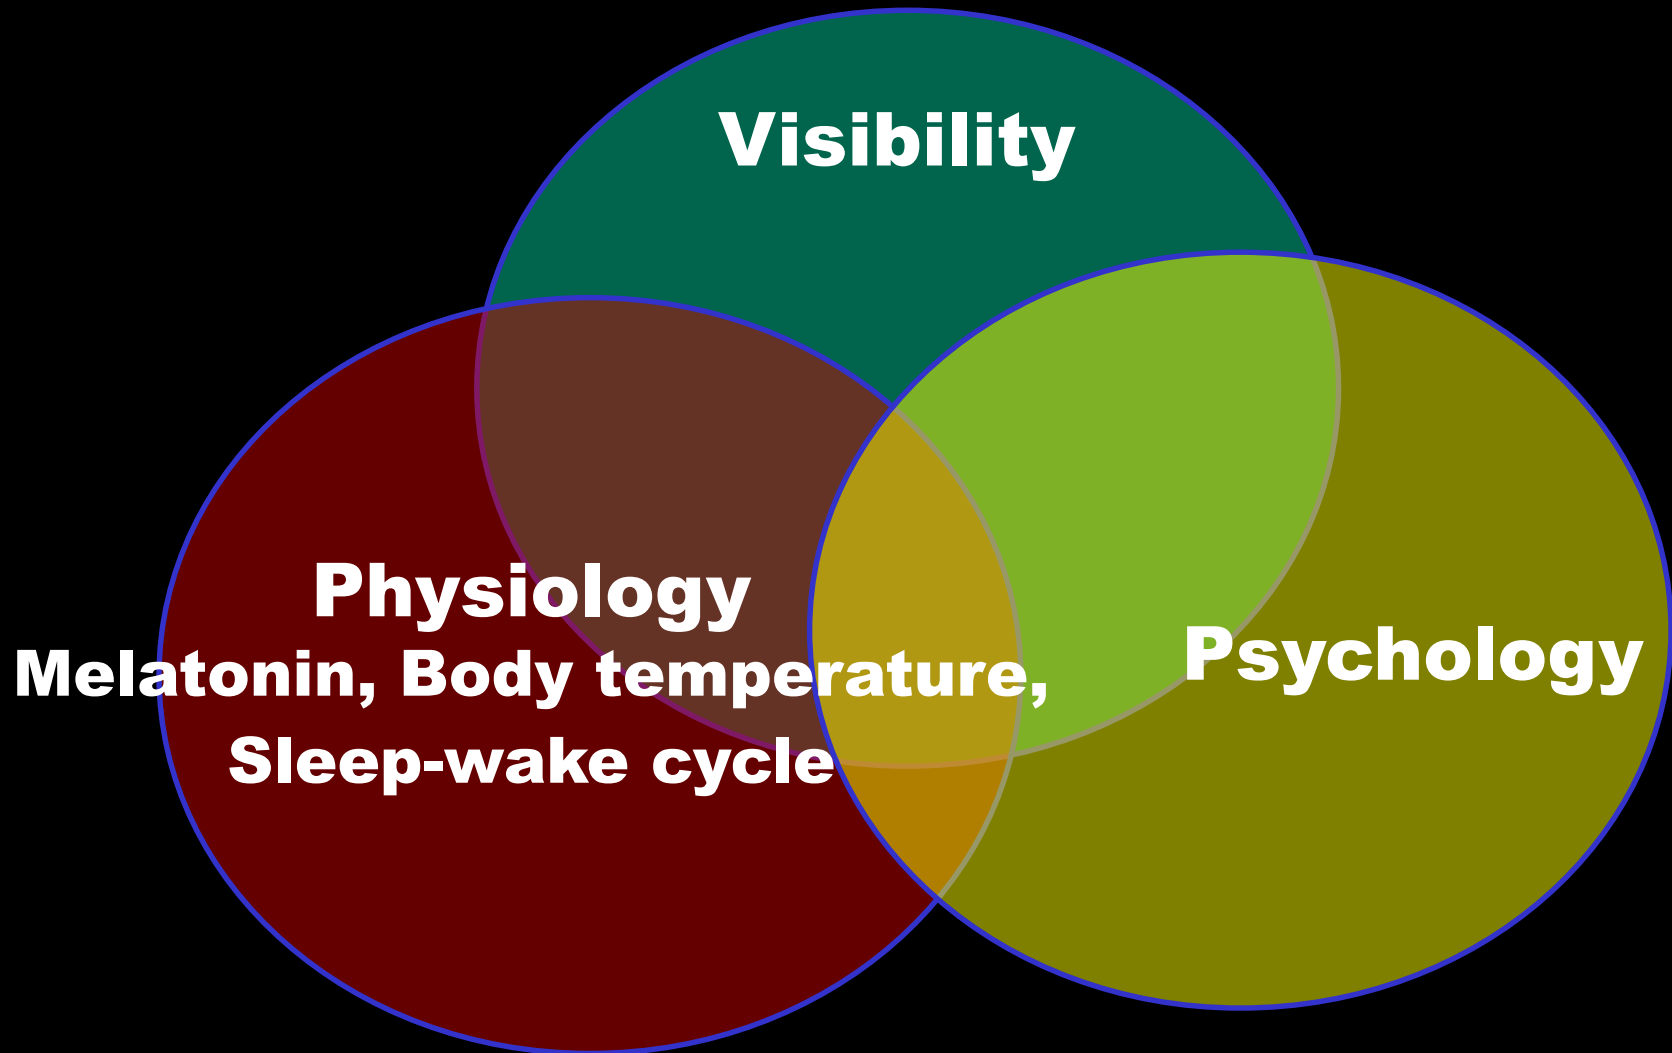 Visibility
Physiology
Melatonin, Body temperature,
Sleep-wake cycle
Psychology